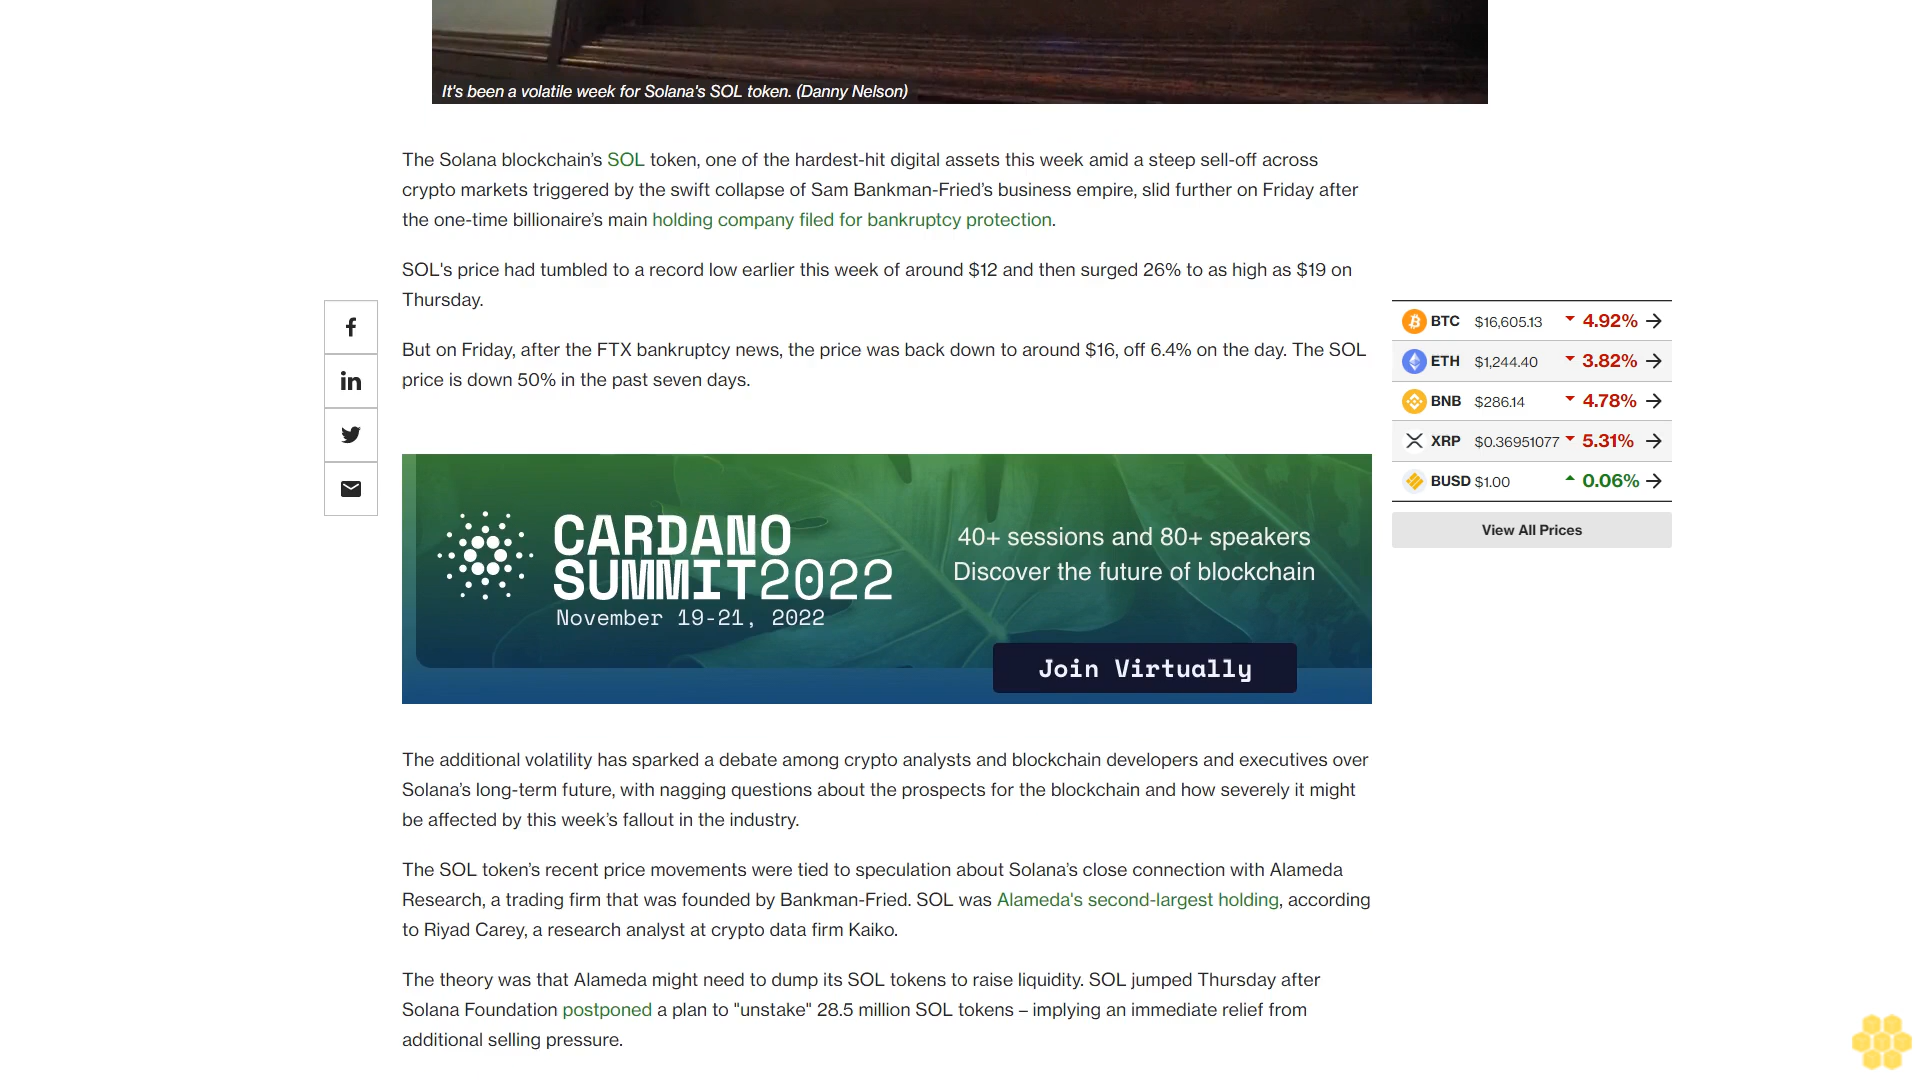 It's been a volatile week for Solana's SOL token. (Danny Nelson)
The Solana blockchain’s SOL token, one of the hardest-hit digital assets this week amid a steep sell-off across
crypto markets triggered by the swift collapse of Sam Bankman-Fried’s business empire, slid further on Friday after
the one-time billionaire’s main holding company filed for bankruptcy protection.
SOL's price had tumbled to a record low earlier this week of around $12 and then surged 26% to as high as $19 on
Thursday.
But on Friday, after the FTX bankruptcy news, the price was back down to around $16, off 6.4% on the day. The SOL
price is down 50% in the past seven days.
BTC $16,605.13 4.92%
ETH $1,244.40 3.82%
BNB $286.14 4.78%
XRP $0.36951077 5.31%
BUSD $1.00 0.06%
View All Prices
CARDANO
SUMMIT2022
November 19-21, 2022
40+ sessions and 80+ speakers
Discover the future of blockchain
Join Virtually
The additional volatility has sparked a debate among crypto analysts and blockchain developers and executives over
Solana’s long-term future, with nagging questions about the prospects for the blockchain and how severely it might
be affected by this week’s fallout in the industry.
The SOL token’s recent price movements were tied to speculation about Solana’s close connection with Alameda
Research, a trading firm that was founded by Bankman-Fried. SOL was Alameda's second-largest holding, according
to Riyad Carey, a research analyst at crypto data firm Kaiko.
The theory was that Alameda might need to dump its SOL tokens to raise liquidity. SOL jumped Thursday after
Solana Foundation postponed a plan to "unstake" 28.5 million SOL tokens – implying an immediate relief from
additional selling pressure.